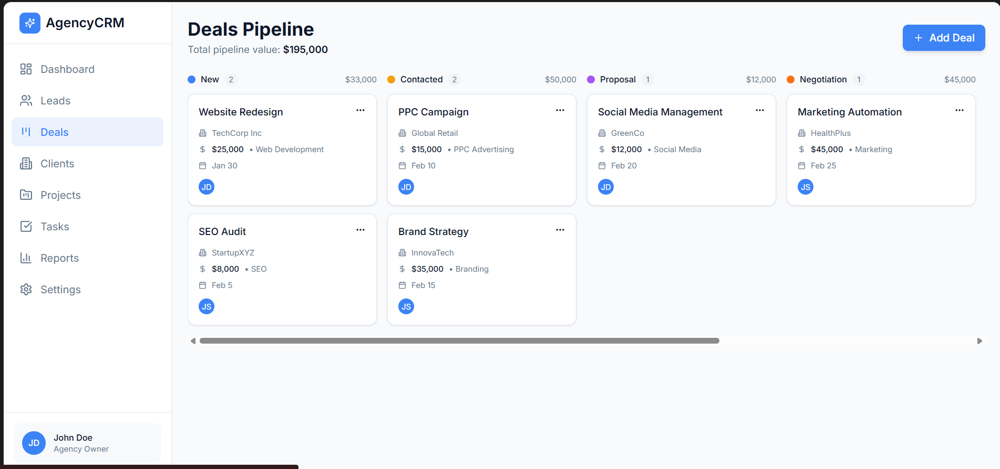 AgencyCRM
Dashboard
Leads
Deals
Clients
Projects
Tasks
Reports
Settings
JD
John Doe
Agency Owner
Deals Pipeline
Total pipeline value: $195,000
+ Add Deal
New 2 $33,000
Website Redesign ...
TechCorp Inc
$ $25,000 • Web Development
Jan 30
JD
SEO Audit ...
StartupXYZ
$ $8,000 • SEO
Feb 5
JS
Contacted 2 $50,000
PPC Campaign ...
Global Retail
$ $15,000 • PPC Advertising
Feb 10
JD
Brand Strategy ...
InnovaTech
$ $35,000 • Branding
Feb 15
JS
Proposal 1 $12,000
Social Media Management ...
GreenCo
$ $12,000 • Social Media
Feb 20
JD
Negotiation 1 $45,000
Marketing Automation ...
HealthPlus
$ $45,000 • Marketing
Feb 25
JS